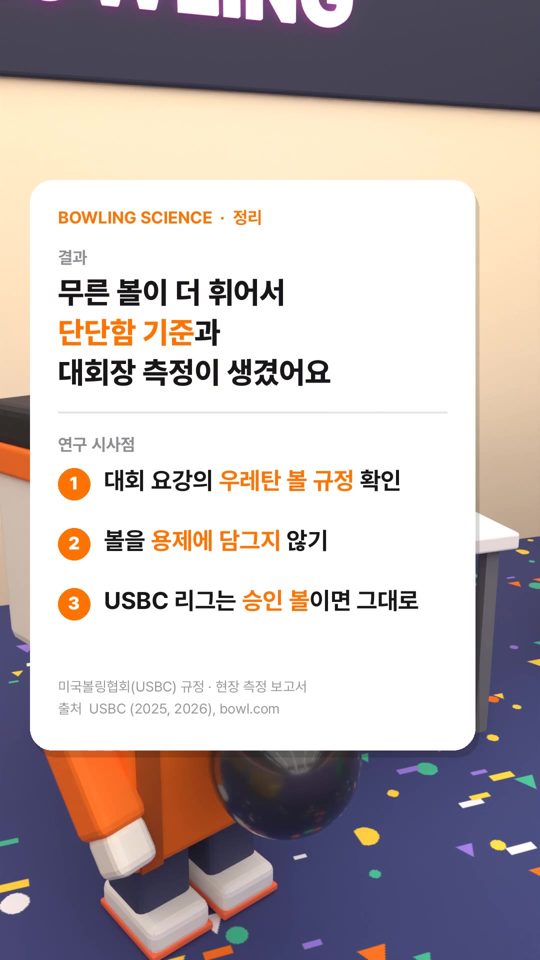 BOWLING
BOWLING SCIENCE · 정리
결과
무른 볼이 더 휘어서
단단함 기준과
대회장 측정이 생겼어요
연구 시사점
1 대회 요강의 우레탄 볼 규정 확인
2 볼을 용제에 담그지 않기
3 USBC 리그는 승인 볼이면 그대로
미국볼링협회(USBC) 규정 · 현장 측정 보고서
출처 USBC (2025, 2026), bowl.com